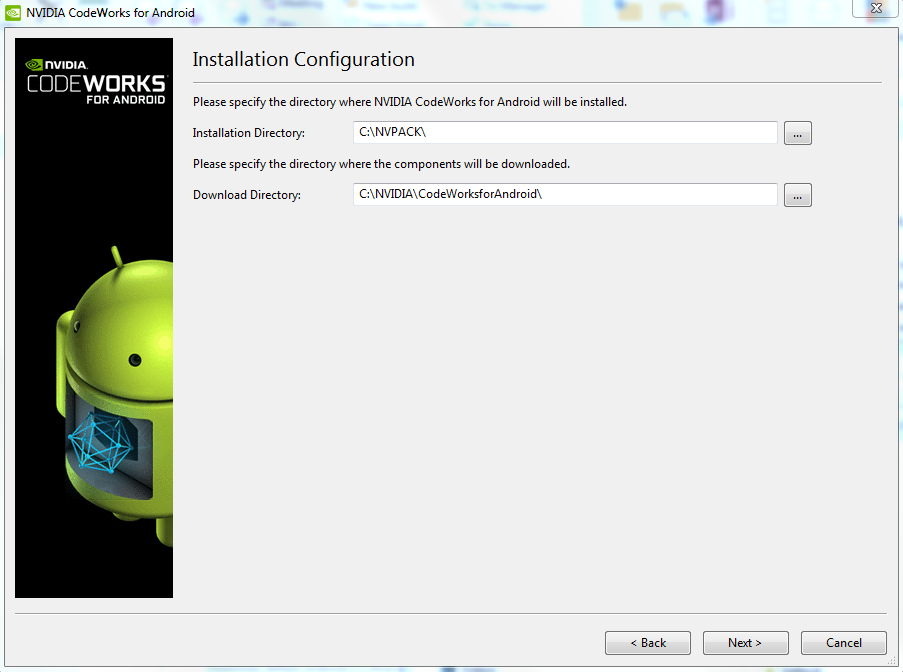 NVIDIA CodeWorks for Android
NVIDIA.
CODEWORKS
FOR ANDROID
Installation Configuration
Please specify the directory where NVIDIA CodeWorks for Android will be installed.
Installation Directory: C:\NVPACK\ ...
Please specify the directory where the components will be downloaded.
Download Directory: C:\NVIDIA\CodeWorksforAndroid\ ...
< Back Next > Cancel